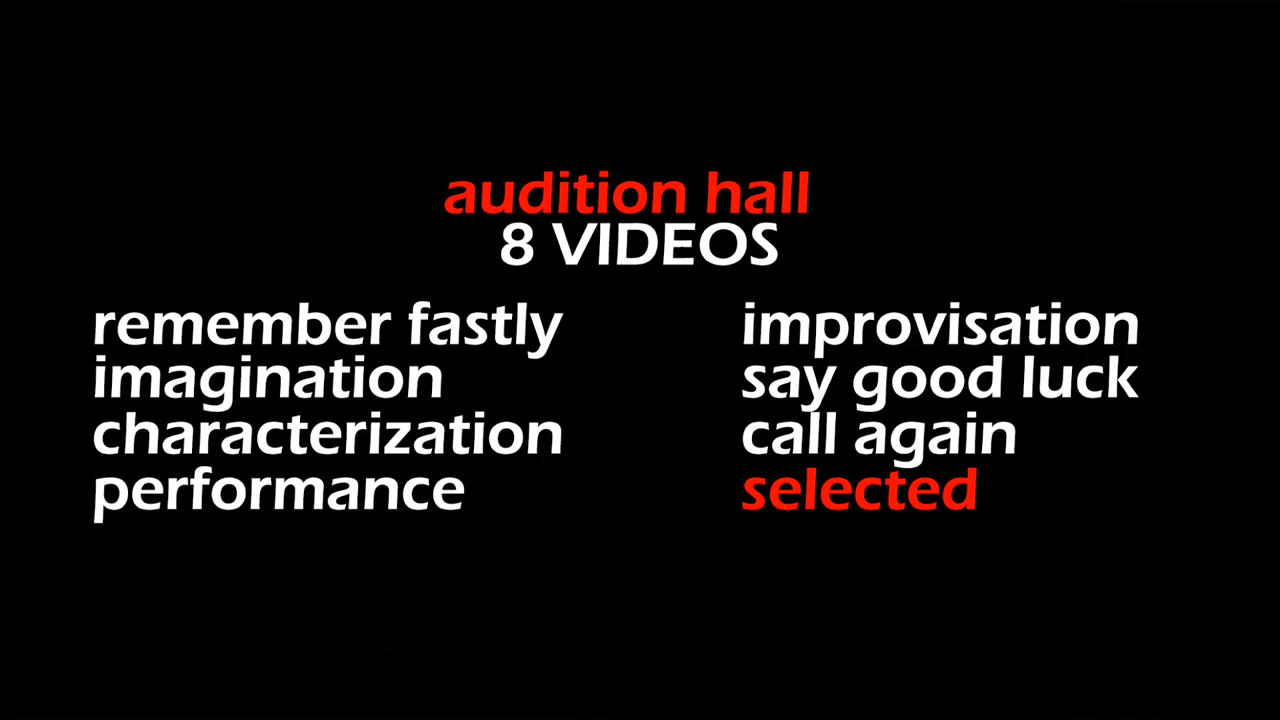 audition hall
8 VIDEOS
remember fastly
imagination
characterization
performance
improvisation
say good luck
call again
selected